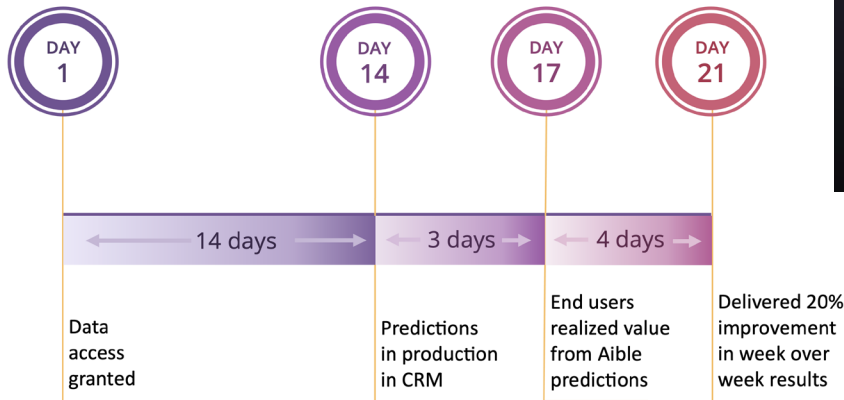 DAY
1
DAY
14
DAY
17
DAY
21
14 days
3 days
4 days
Data
access
granted
Predictions
in production
in CRM
End users
realized value
from Aible
predictions
Delivered 20%
improvement
in week over
week results